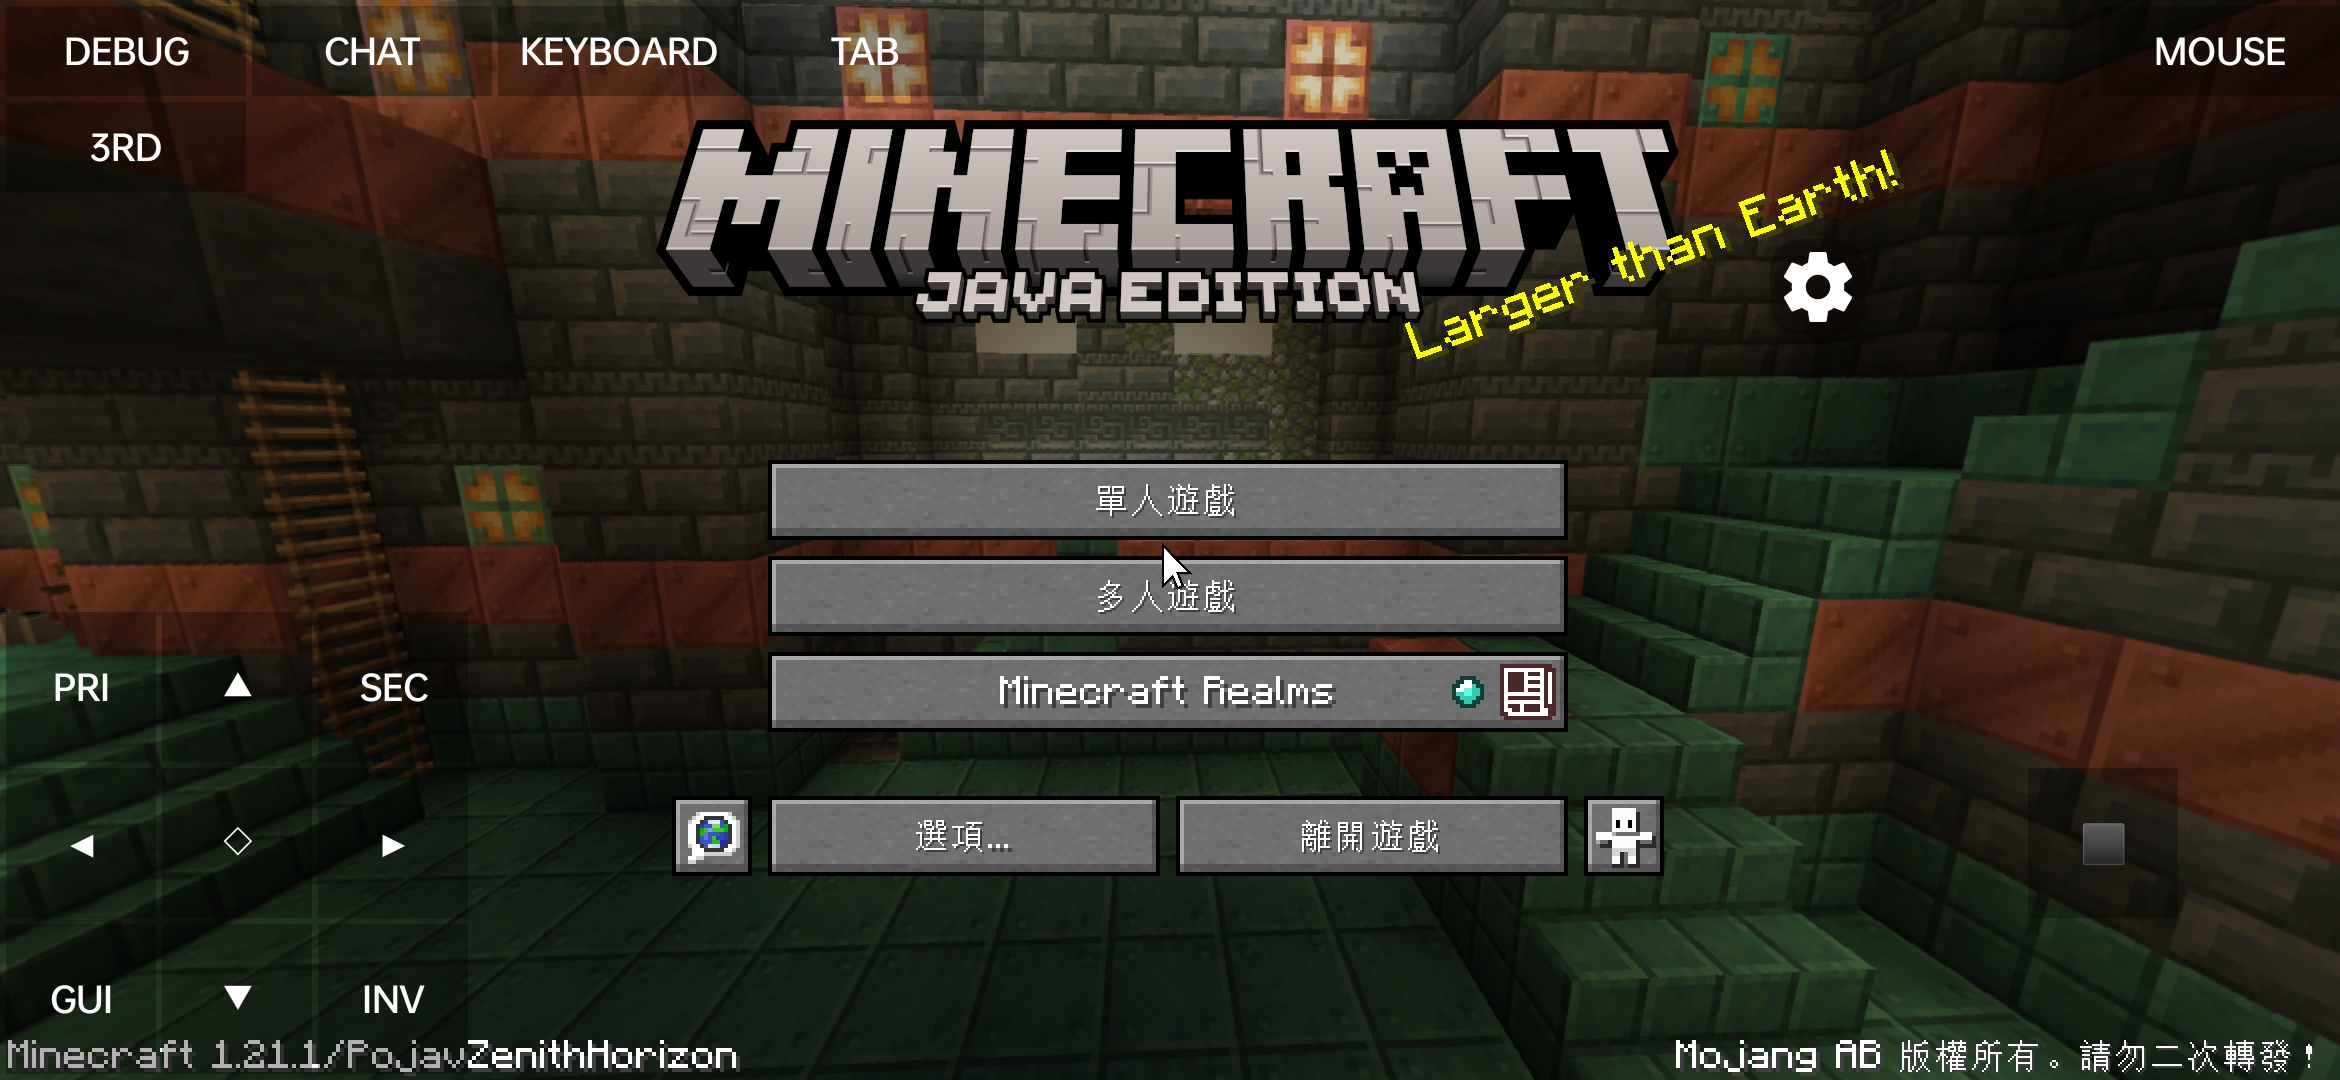 DEBUG CHAT KEYBOARD TAB MOUSE
3RD
MINECRAFT
JAVA EDITION
Larger than Earth!
單人遊戲
多人遊戲
Minecraft Realms
PRI ▲ SEC
◀ ◇ ▶
選項... 離開遊戲
GUI ▼ INV
Minecraft 1.21.1/PojavZenithHorizon
Mojang AB 版權所有。請勿二次轉發！